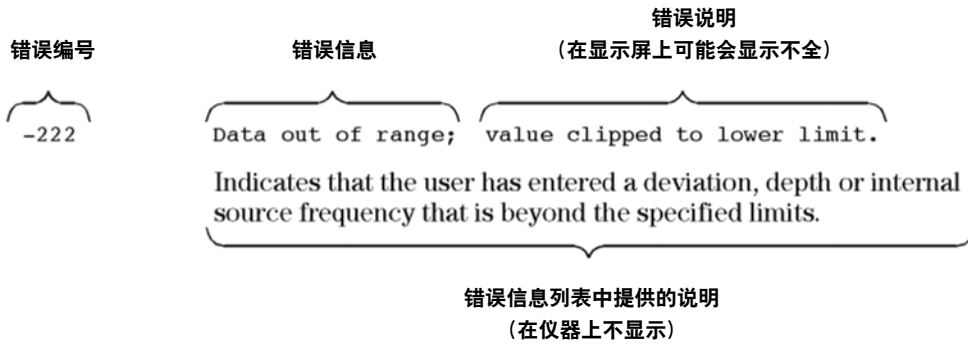 错误说明
错误编号 错误信息 （在显示屏上可能会显示不全）
-222 Data out of range; value clipped to lower limit.
Indicates that the user has entered a deviation, depth or internal
source frequency that is beyond the specified limits.
错误信息列表中提供的说明
（在仪器上不显示）